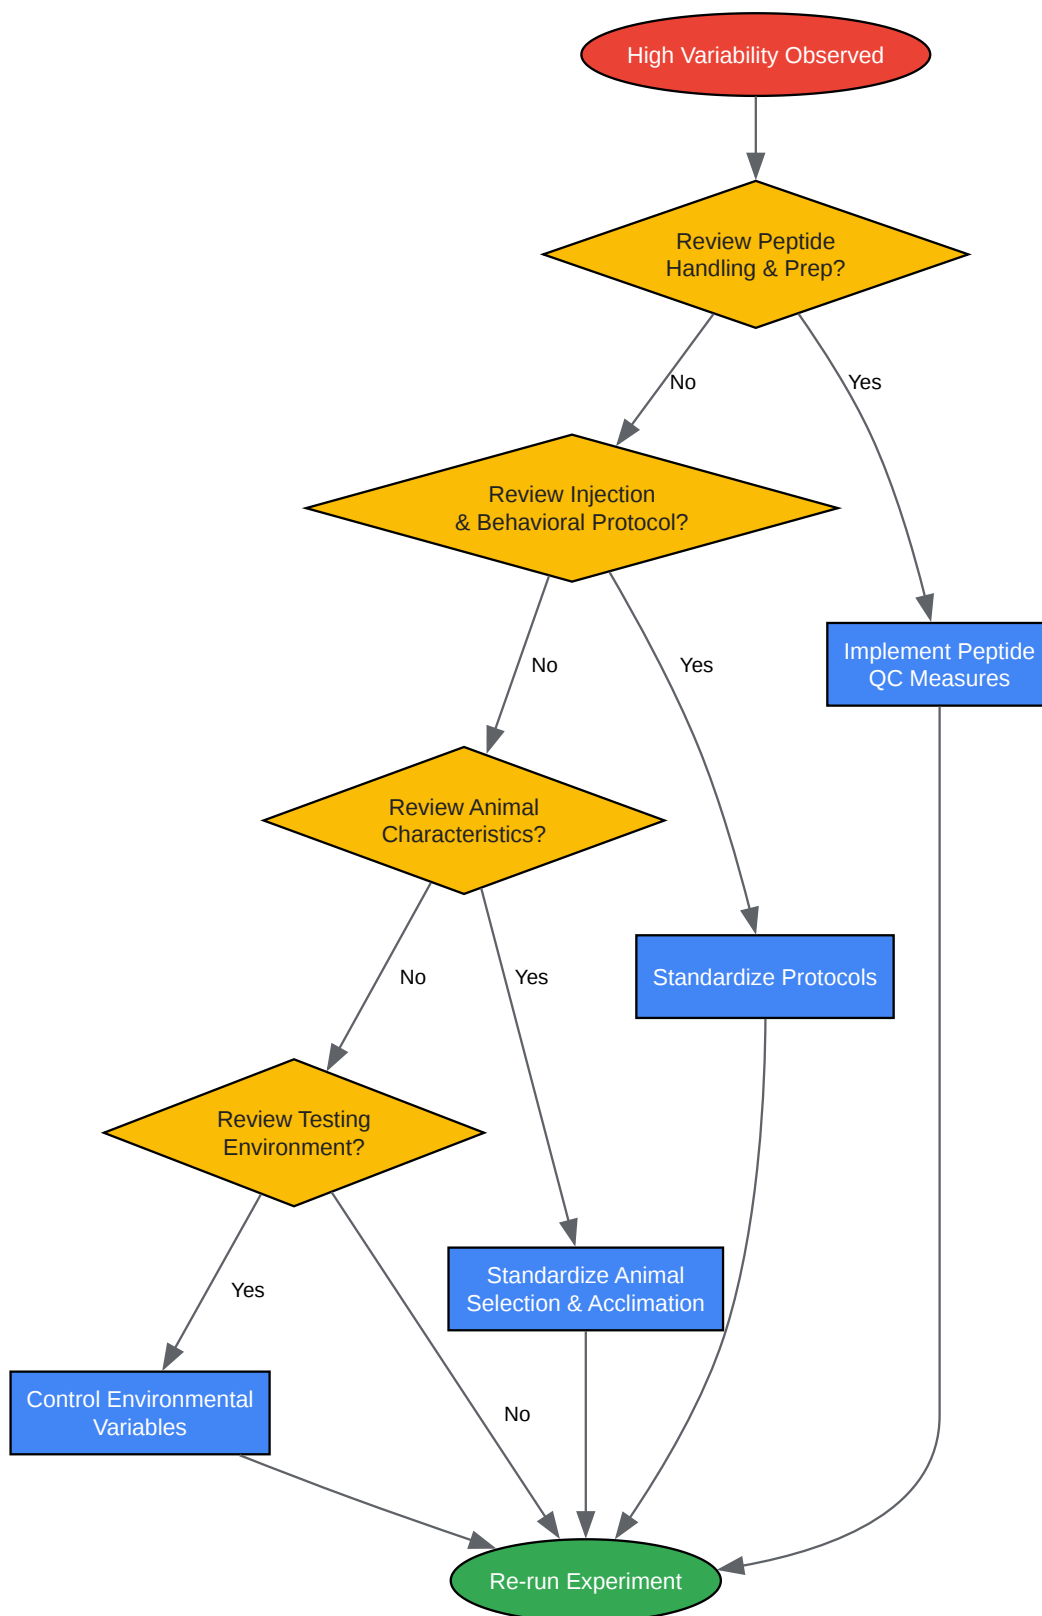 High Variability Observed
Review Peptide
Handling & Prep?
No
Yes
Review Injection
& Behavioral Protocol?
No
Yes
Implement Peptide
QC Measures
Review Animal
Characteristics?
No
Yes
Standardize Protocols
Review Testing
Environment?
Yes
No
Standardize Animal
Selection & Acclimation
Control Environmental
Variables
Re-run Experiment